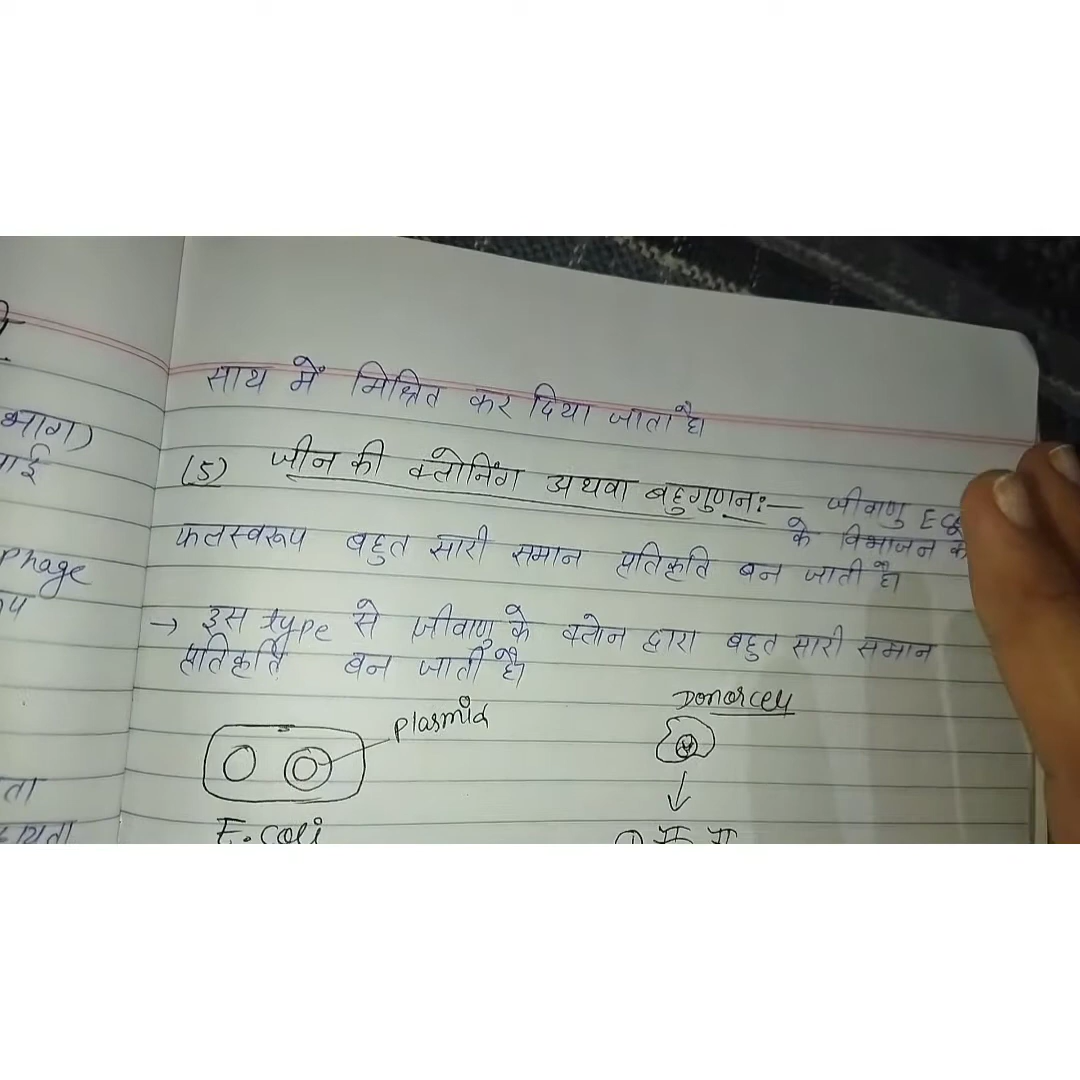 भाग)
phage
साथ में मिश्रित कर दिया जाता है।
(5) जीन की क्लोनिंग अथवा बहुगुणन:— जीवाणु
के विभाजन के
फलस्वरूप बहुत सारी समान प्रतिकृति बन जाती है।
→ इस type से जीवाणु के क्लोन द्वारा बहुत सारी समान
प्रतिकृति बन जाती है।
plasmid
Donorcell
E.coli